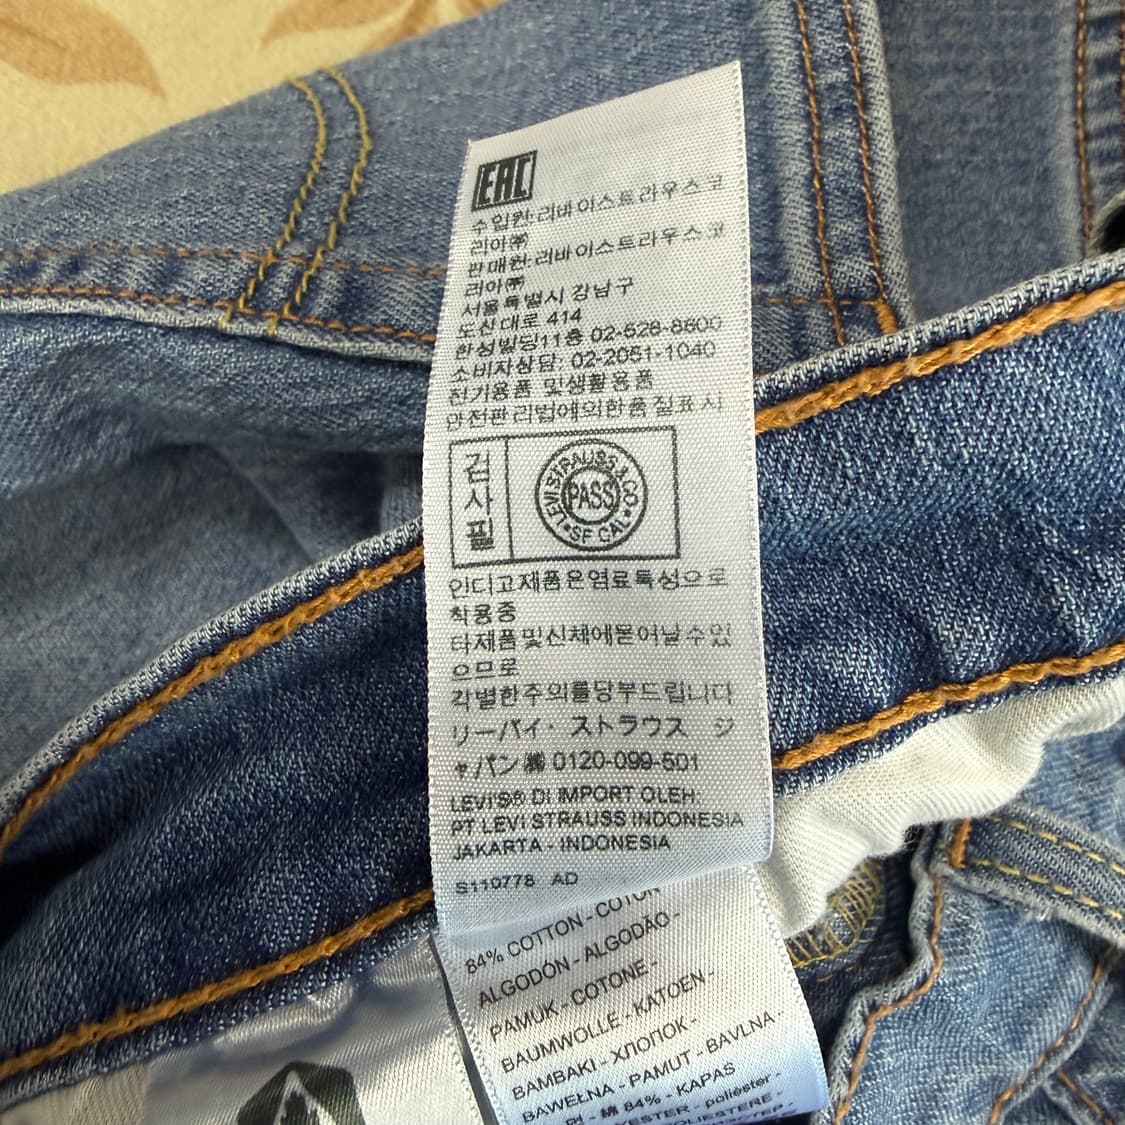 EAC
수입원:리바이스트라우스코
리아㈜
판매원:리바이스트라우스코
리아㈜
서울특별시 강남구
도산대로 414
한성빌딩11층 02-528-8800
소비자상담: 02-2051-1040
전기용품 및생활용품
안전관리법에의한품질표시
검사필
LEVI STRAUSS & CO
PASS
SF CAL
인디고제품은염료특성으로
착용중
타제품및신체에묻어날수있
으므로
각별한주의를당부드립니다
リーバイ・ストラウス ジ
ャパン㈱ 0120-099-501
LEVI'S® DI IMPORT OLEH:
PT LEVI STRAUSS INDONESIA
JAKARTA - INDONESIA
S110778 AD
84% COTTON - COTON
ALGODÓN - ALGODÃO -
PAMUK - COTONE -
BAUMWOLLE - KATOEN -
BAMBAKI - ХЛОПОК -
BAWEŁNA - PAMUT - BAVLNA -
면 - 綿 84% - KAPAS
poliéster -
POLIESTERE -